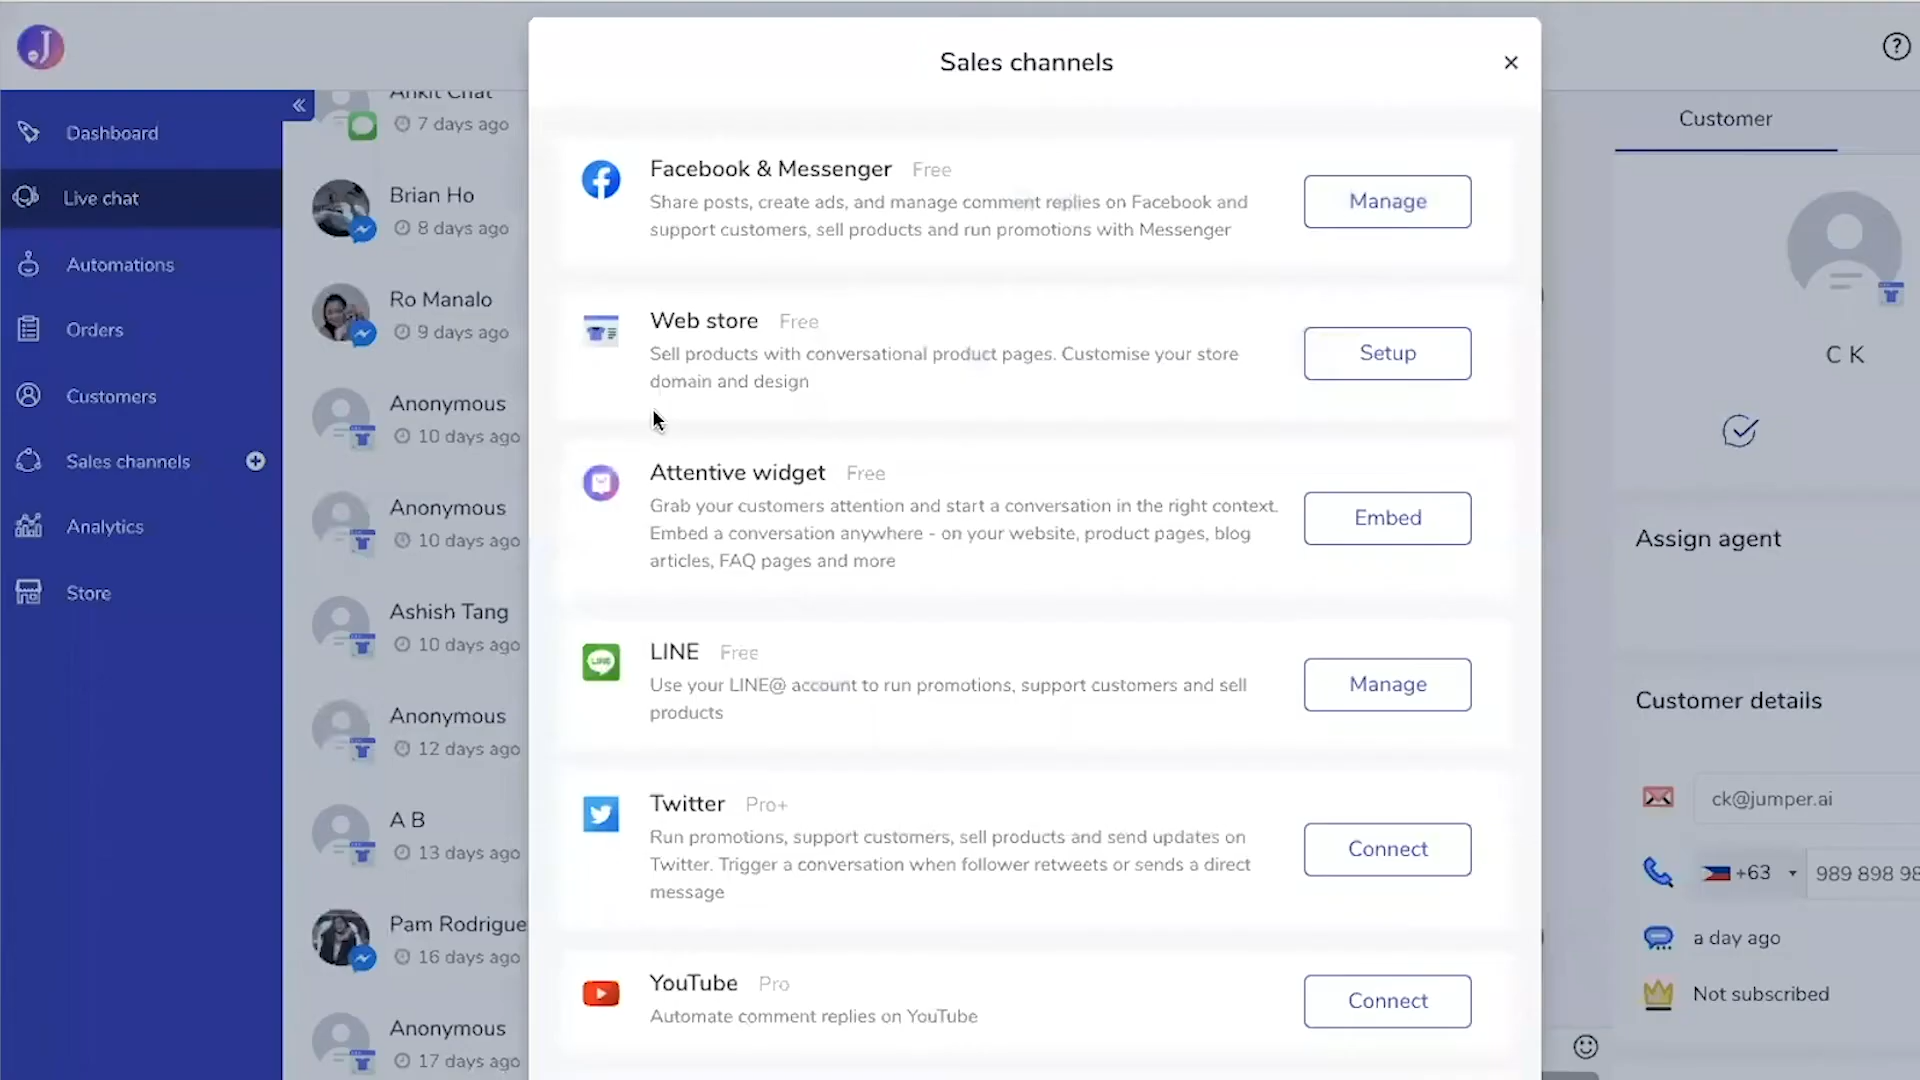 J
Sales channels
×
?
Dashboard
Live chat
Automations
Orders
Customers
Sales channels
Analytics
Store
Ankit Chat
7 days ago
Brian Ho
8 days ago
Ro Manalo
9 days ago
Anonymous
10 days ago
Anonymous
10 days ago
Ashish Tang
10 days ago
Anonymous
12 days ago
A B
13 days ago
Pam Rodrigue
16 days ago
Anonymous
17 days ago
Facebook & Messenger Free
Share posts, create ads, and manage comment replies on Facebook and
support customers, sell products and run promotions with Messenger
Manage
Web store Free
Sell products with conversational product pages. Customise your store
domain and design
Setup
Attentive widget Free
Grab your customers attention and start a conversation in the right context.
Embed a conversation anywhere - on your website, product pages, blog
articles, FAQ pages and more
Embed
LINE
LINE Free
Use your LINE@ account to run promotions, support customers and sell
products
Manage
Twitter Pro+
Run promotions, support customers, sell products and send updates on
Twitter. Trigger a conversation when follower retweets or sends a direct
message
Connect
YouTube Pro
Automate comment replies on YouTube
Connect
Customer
C K
Assign agent
Customer details
ck@jumper.ai
+63 989 898 98
a day ago
Not subscribed